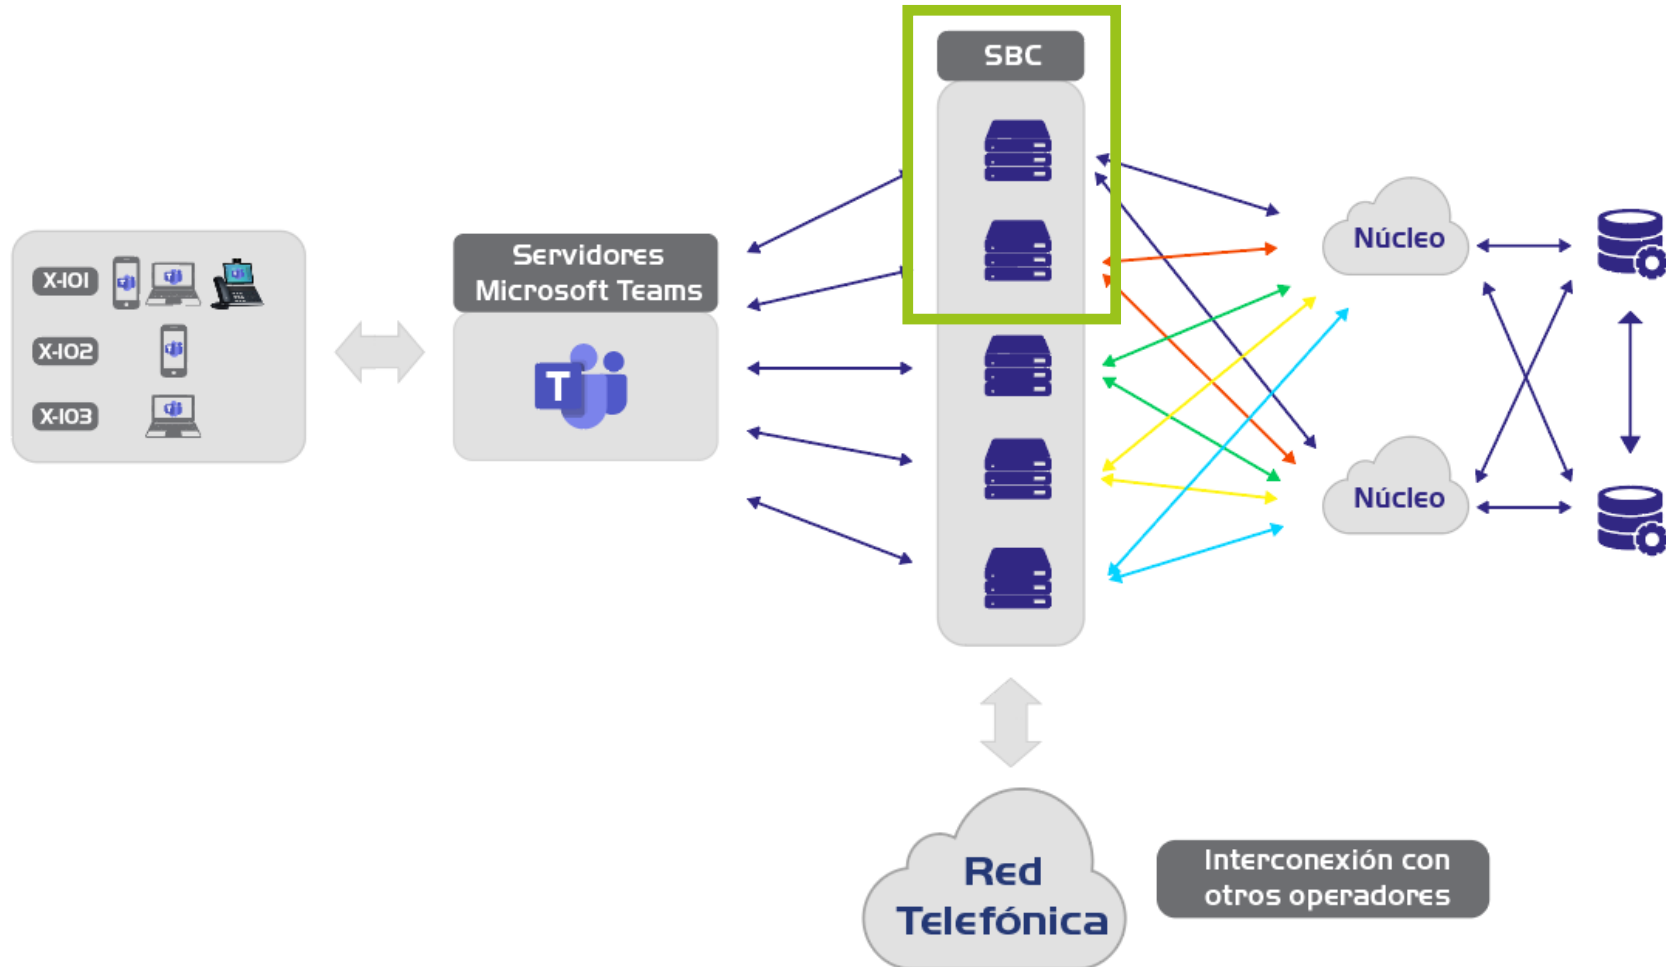 SBC
Servidores
Microsoft Teams
X-101
X-102
X-103
T
Núcleo
Núcleo
Red
Telefónica
Interconexión con
otros operadores